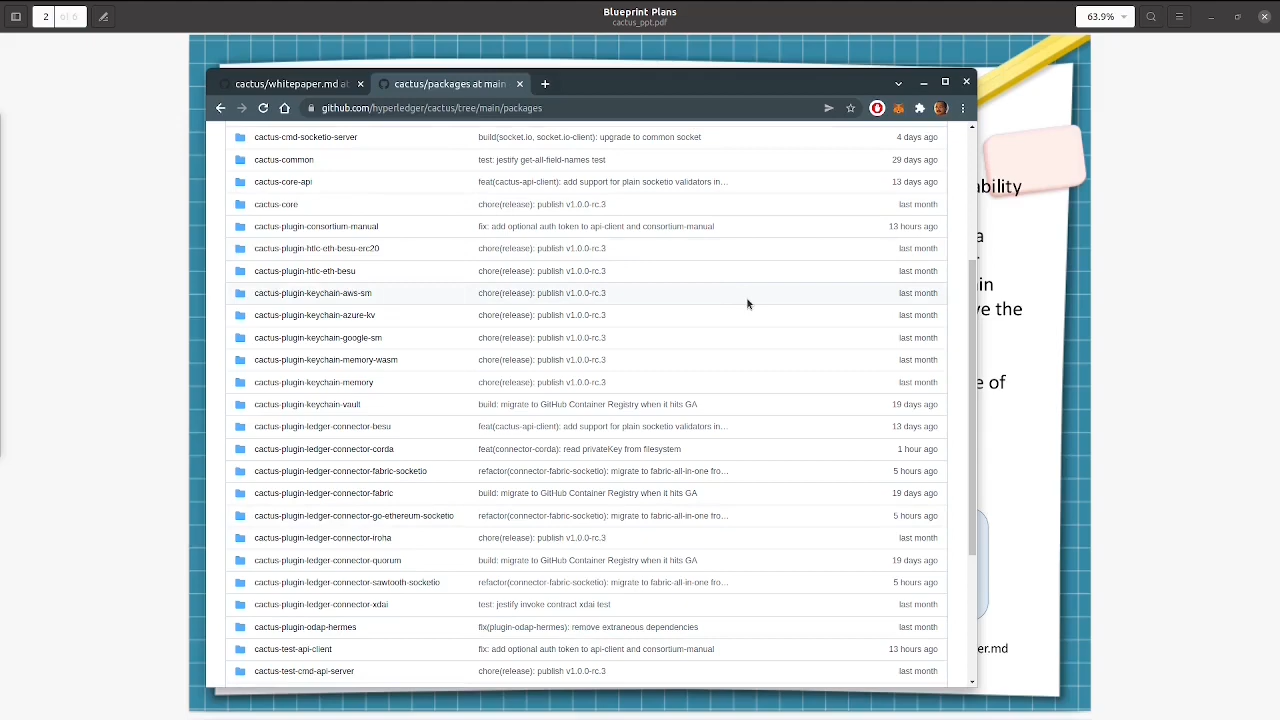 Blueprint Plans
cactus_ppt.pdf
2 of 6
63.9%
cactus/whitepaper.md at
cactus/packages at main
github.com/hyperledger/cactus/tree/main/packages
cactus-cmd-socketio-server build(socket.io, socket.io-client): upgrade to common socket 4 days ago
cactus-common test: jestify get-all-field-names test 29 days ago
cactus-core-api feat(cactus-api-client): add support for plain socketio validators in… 13 days ago
cactus-core chore(release): publish v1.0.0-rc.3 last month
cactus-plugin-consortium-manual fix: add optional auth token to api-client and consortium-manual 13 hours ago
cactus-plugin-htlc-eth-besu-erc20 chore(release): publish v1.0.0-rc.3 last month
cactus-plugin-htlc-eth-besu chore(release): publish v1.0.0-rc.3 last month
cactus-plugin-keychain-aws-sm chore(release): publish v1.0.0-rc.3 last month
cactus-plugin-keychain-azure-kv chore(release): publish v1.0.0-rc.3 last month
cactus-plugin-keychain-google-sm chore(release): publish v1.0.0-rc.3 last month
cactus-plugin-keychain-memory-wasm chore(release): publish v1.0.0-rc.3 last month
cactus-plugin-keychain-memory chore(release): publish v1.0.0-rc.3 last month
cactus-plugin-keychain-vault build: migrate to GitHub Container Registry when it hits GA 19 days ago
cactus-plugin-ledger-connector-besu feat(cactus-api-client): add support for plain socketio validators in… 13 days ago
cactus-plugin-ledger-connector-corda feat(connector-corda): read privateKey from filesystem 1 hour ago
cactus-plugin-ledger-connector-fabric-socketio refactor(connector-fabric-socketio): migrate to fabric-all-in-one fro… 5 hours ago
cactus-plugin-ledger-connector-fabric build: migrate to GitHub Container Registry when it hits GA 19 days ago
cactus-plugin-ledger-connector-go-ethereum-socketio refactor(connector-fabric-socketio): migrate to fabric-all-in-one fro… 5 hours ago
cactus-plugin-ledger-connector-iroha chore(release): publish v1.0.0-rc.3 last month
cactus-plugin-ledger-connector-quorum build: migrate to GitHub Container Registry when it hits GA 19 days ago
cactus-plugin-ledger-connector-sawtooth-socketio refactor(connector-fabric-socketio): migrate to fabric-all-in-one fro… 5 hours ago
cactus-plugin-ledger-connector-xdai test: jestify invoke contract xdai test last month
cactus-plugin-odap-hermes fix(plugin-odap-hermes): remove extraneous dependencies last month
cactus-test-api-client fix: add optional auth token to api-client and consortium-manual 13 hours ago
cactus-test-cmd-api-server chore(release): publish v1.0.0-rc.3 last month
ability
a
in
ve the
e of
er.md